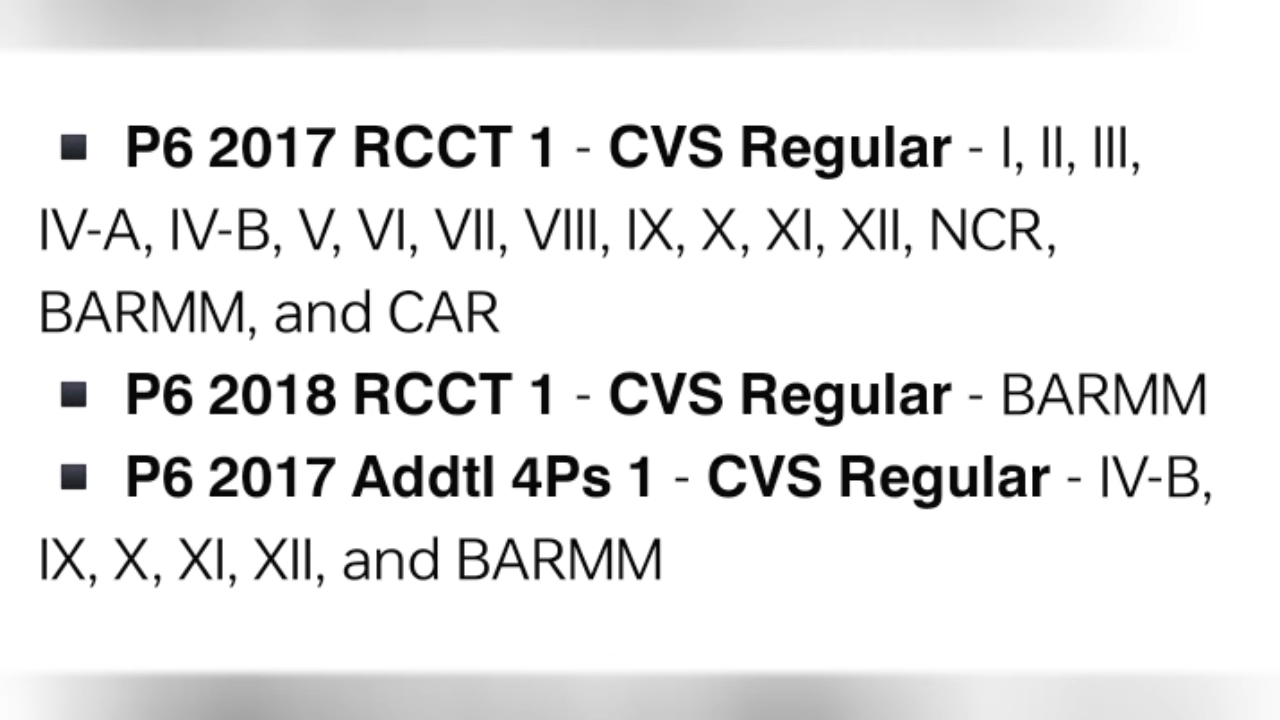 ▪ P6 2017 RCCT 1 - CVS Regular - I, II, III,
IV-A, IV-B, V, VI, VII, VIII, IX, X, XI, XII, NCR,
BARMM, and CAR
▪ P6 2018 RCCT 1 - CVS Regular - BARMM
▪ P6 2017 Addtl 4Ps 1 - CVS Regular - IV-B,
IX, X, XI, XII, and BARMM